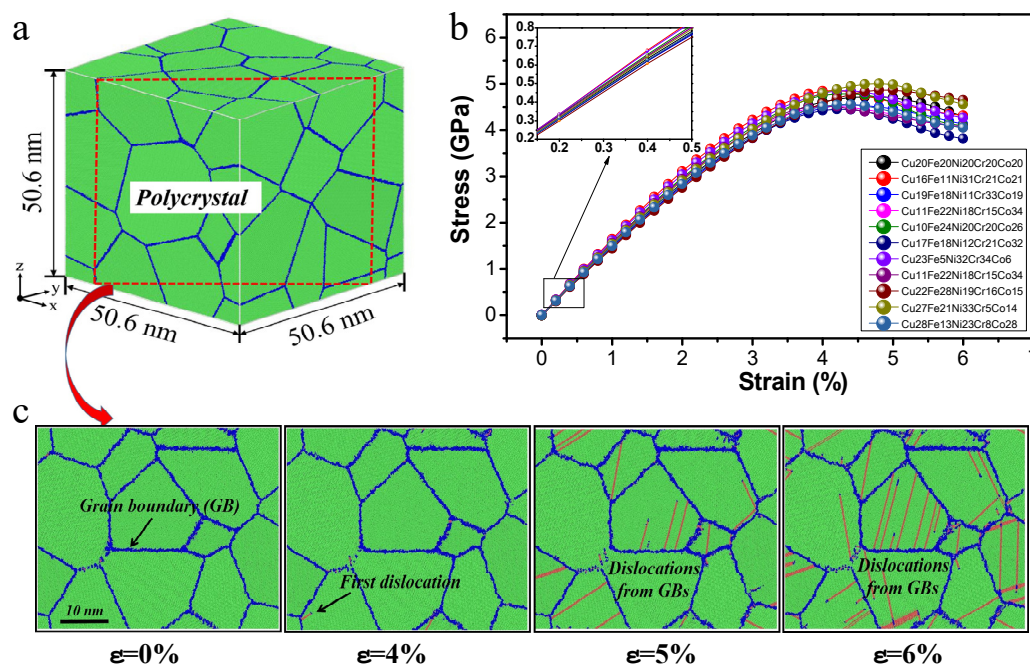 a
50.6 nm
Polycrystal
z
y
x
50.6 nm
50.6 nm
b
Stress (GPa)
6
5
4
3
2
1
0
0.8
0.7
0.6
0.5
0.4
0.3
0.2
0.2
0.3
0.4
0.5
Cu20Fe20Ni20Cr20Co20
Cu16Fe11Ni31Cr21Co21
Cu19Fe18Ni11Cr33Co19
Cu11Fe22Ni18Cr15Co34
Cu10Fe24Ni20Cr20Co26
Cu17Fe18Ni12Cr21Co32
Cu23Fe5Ni32Cr34Co6
Cu11Fe22Ni18Cr15Co34
Cu22Fe28Ni19Cr16Co15
Cu27Fe21Ni33Cr5Co14
Cu28Fe13Ni23Cr8Co28
0
1
2
3
4
5
6
7
Strain (%)
c
Grain boundary (GB)
10 nm
First dislocation
Dislocations
from GBs
Dislocations
from GBs
ε=0%
ε=4%
ε=5%
ε=6%